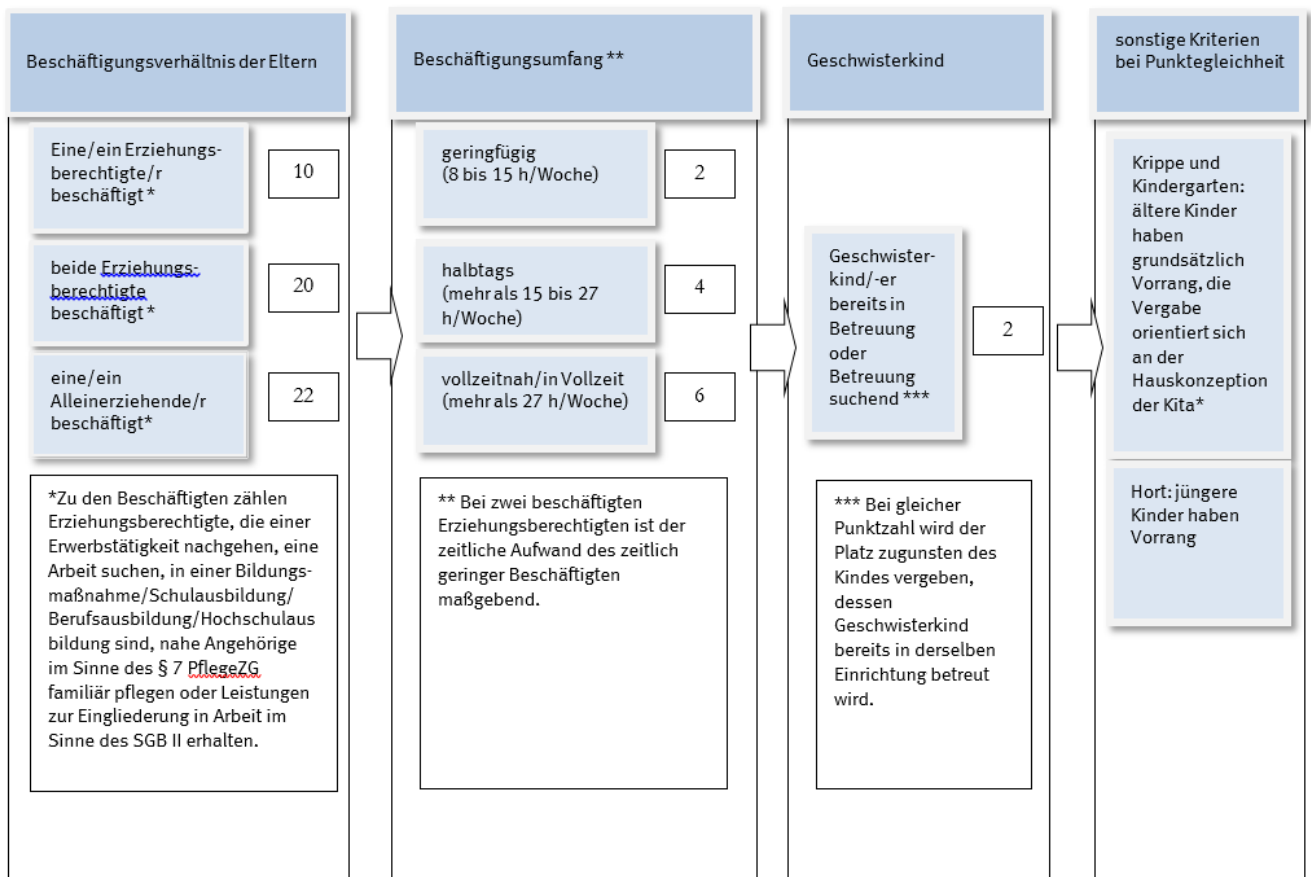 Beschäftigungsverhältnis der Eltern
Eine/ein Erziehungs-
berechtigte/r
beschäftigt *
10
beide Erziehungs-
berechtigte
beschäftigt *
20
eine/ein
Alleinerziehende/r
beschäftigt*
22
*Zu den Beschäftigten zählen
Erziehungsberechtigte, die einer
Erwerbstätigkeit nachgehen, eine
Arbeit suchen, in einer Bildungs-
maßnahme/Schulausbildung/
Berufsausbildung/Hochschulaus
bildung sind, nahe Angehörige
im Sinne des § 7 PflegeZG
familiär pflegen oder Leistungen
zur Eingliederung in Arbeit im
Sinne des SGB II erhalten.
Beschäftigungsumfang **
geringfügig
(8 bis 15 h/Woche)
2
halbtags
(mehr als 15 bis 27
h/Woche)
4
vollzeitnah/in Vollzeit
(mehr als 27 h/Woche)
6
** Bei zwei beschäftigten
Erziehungsberechtigten ist der
zeitliche Aufwand des zeitlich
geringer Beschäftigten
maßgebend.
Geschwisterkind
Geschwister-
kind/-er
bereits in
Betreuung
oder
Betreuung
suchend ***
2
*** Bei gleicher
Punktzahl wird der
Platz zugunsten des
Kindes vergeben,
dessen
Geschwisterkind
bereits in derselben
Einrichtung betreut
wird.
sonstige Kriterien
bei Punktegleichheit
Krippe und
Kindergarten:
ältere Kinder
haben
grundsätzlich
Vorrang, die
Vergabe
orientiert sich
an der
Hauskonzeption
der Kita*
Hort: jüngere
Kinder haben
Vorrang